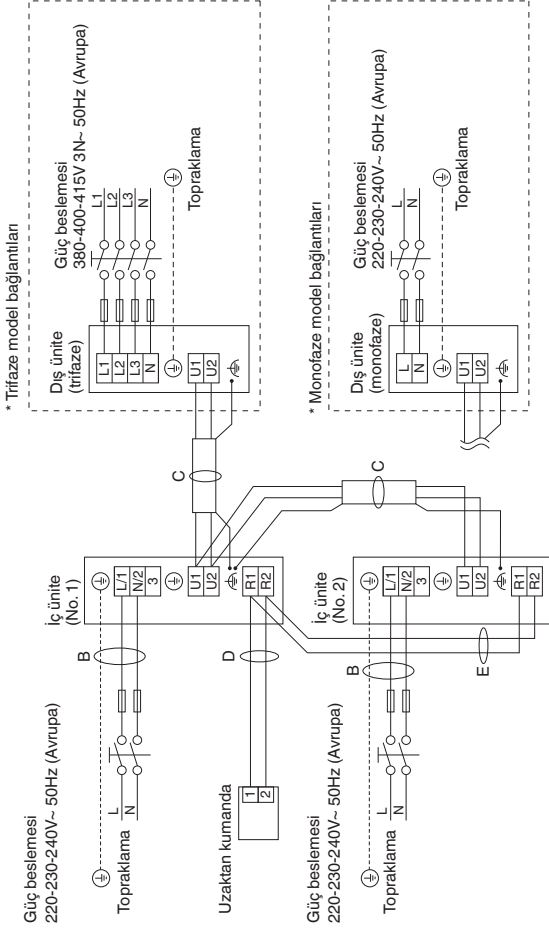 Güç beslemesi
220-230-240V~ 50Hz (Avrupa)
L
N
Topraklama
B
İç ünite
(No. 1)
L/1
N/2
3
U1
U2
R1
R2
Uzaktan kumanda
1
2
D
C
Güç beslemesi
220-230-240V~ 50Hz (Avrupa)
L
N
Topraklama
B
İç ünite
(No. 2)
L/1
N/2
3
U1
U2
R1
R2
E
C
* Trifaze model bağlantıları
Dış ünite
(trifaze)
L1
L2
L3
N
U1
U2
Güç beslemesi
380-400-415V 3N~ 50Hz (Avrupa)
L1
L2
L3
N
Topraklama
* Monofaze model bağlantıları
Dış ünite
(monofaze)
L
N
U1
U2
Güç beslemesi
220-230-240V~ 50Hz (Avrupa)
L
N
Topraklama